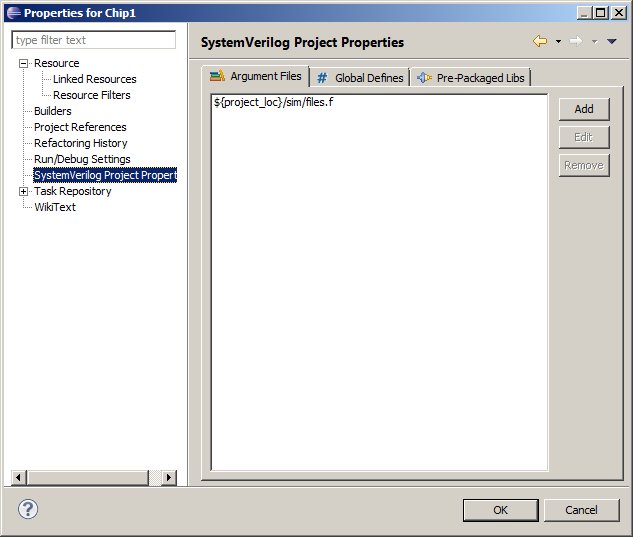 Properties for Chip1
type filter text
SystemVerilog Project Properties
Resource
Linked Resources
Resource Filters
Builders
Project References
Refactoring History
Run/Debug Settings
SystemVerilog Project Propert
Task Repository
WikiText
Argument Files
# Global Defines
Pre-Packaged Libs
${project_loc}/sim/files.f
Add
Edit
Remove
?
OK
Cancel